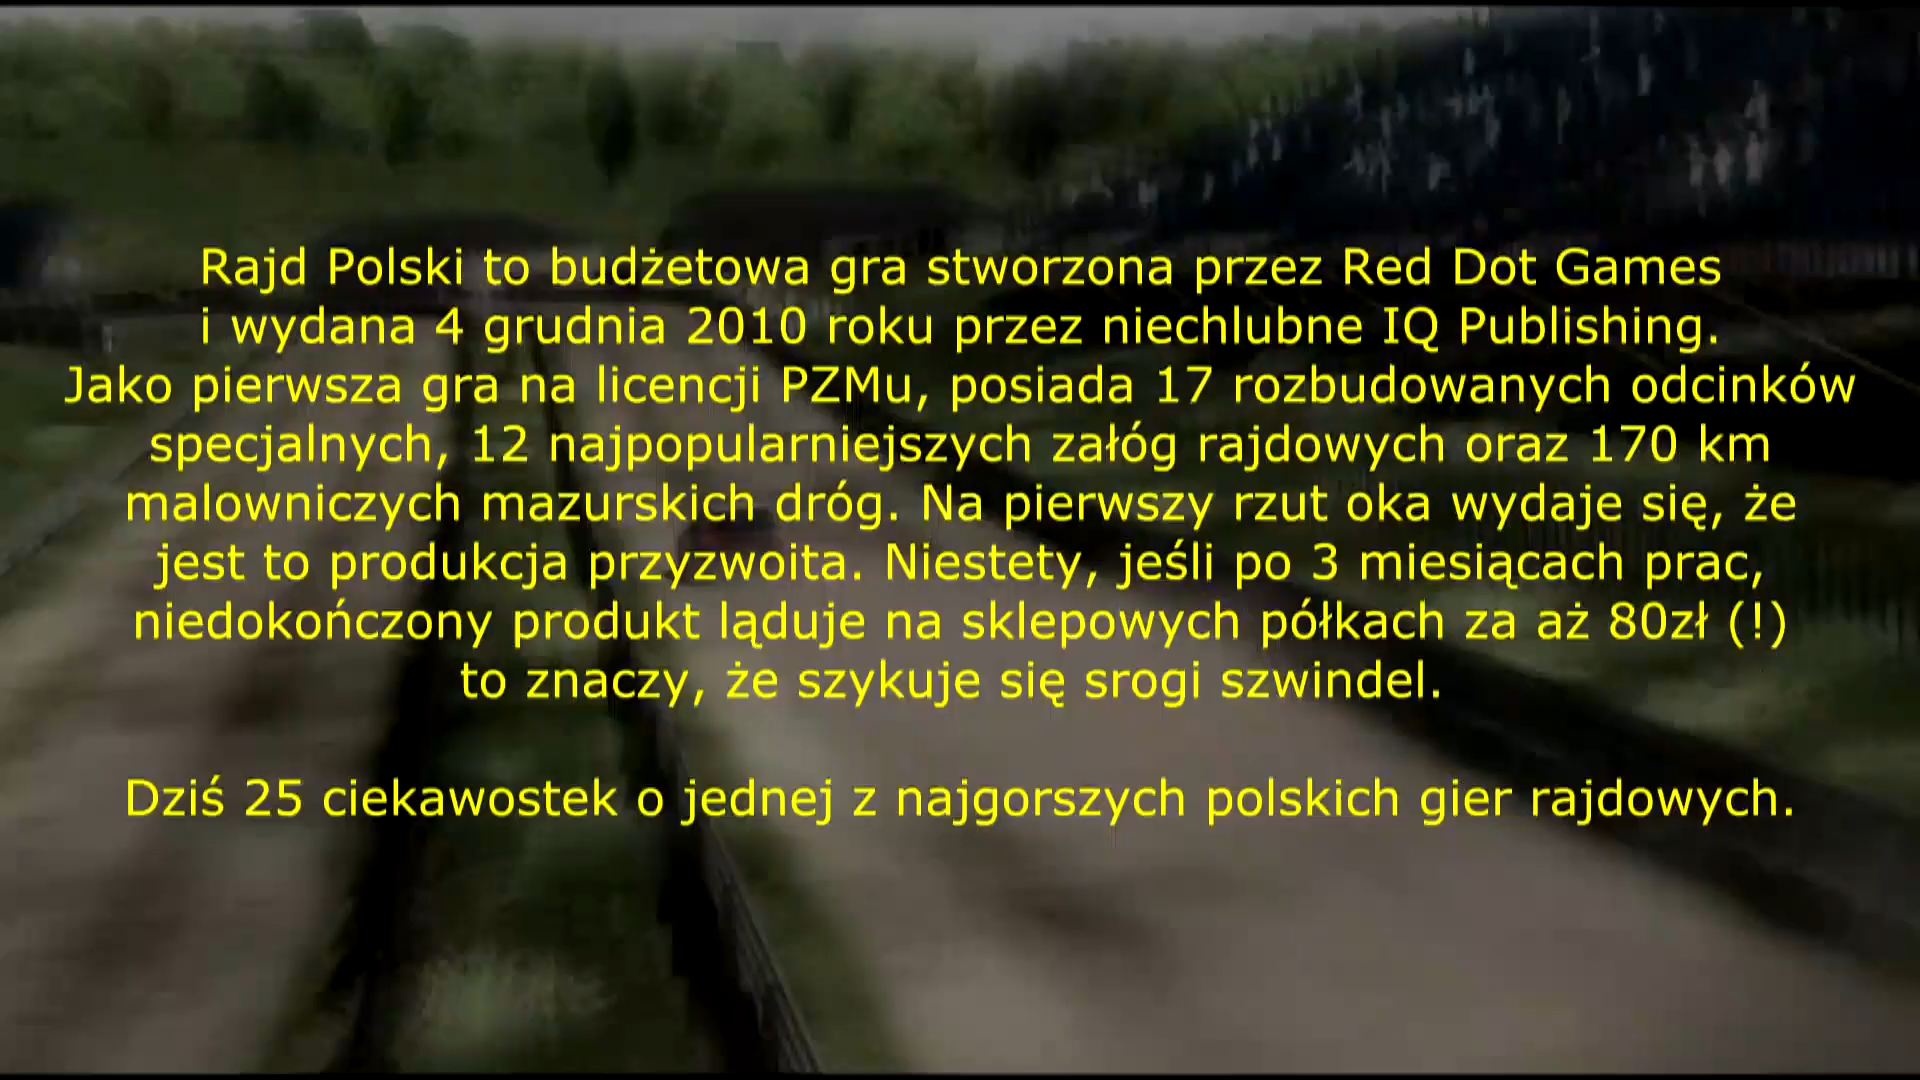 Rajd Polski to budżetowa gra stworzona przez Red Dot Games
i wydana 4 grudnia 2010 roku przez niechlubne IQ Publishing.
Jako pierwsza gra na licencji PZMu, posiada 17 rozbudowanych odcinków
specjalnych, 12 najpopularniejszych załóg rajdowych oraz 170 km
malowniczych mazurskich dróg. Na pierwszy rzut oka wydaje się, że
jest to produkcja przyzwoita. Niestety, jeśli po 3 miesiącach prac,
niedokończony produkt ląduje na sklepowych półkach za aż 80zł (!)
to znaczy, że szykuje się srogi szwindel.
Dziś 25 ciekawostek o jednej z najgorszych polskich gier rajdowych.